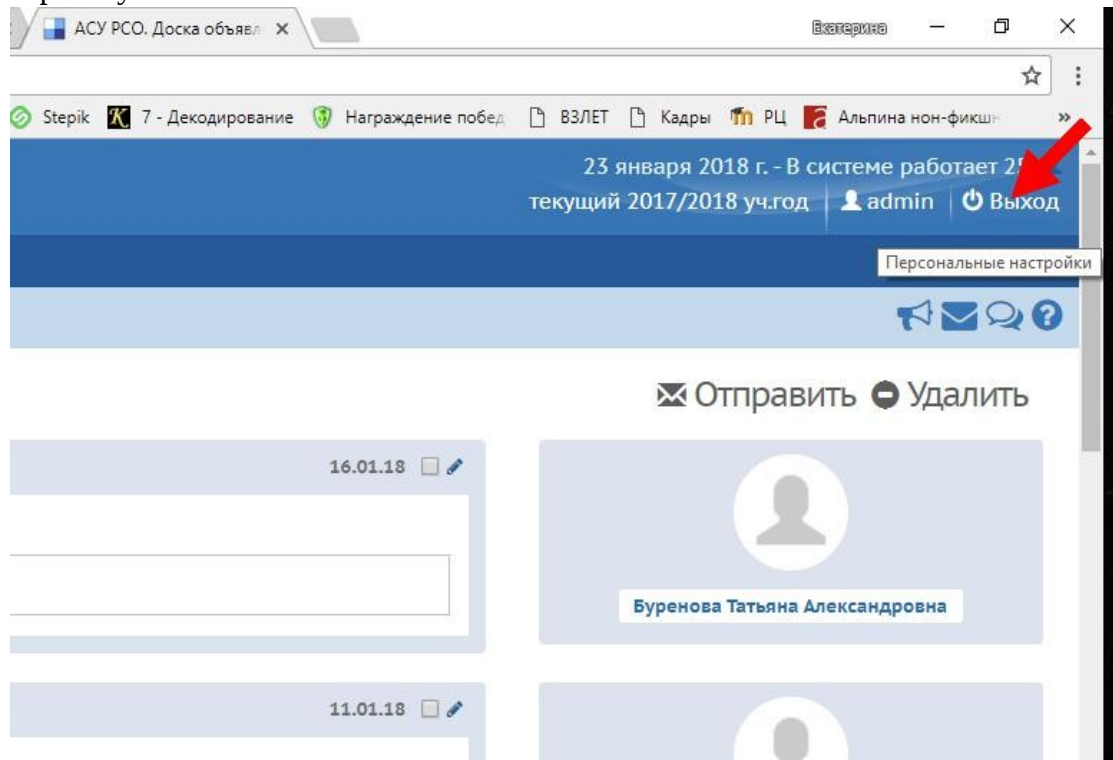 АСУ РСО. Доска объявл
Екатерина
Stepik 7 - Декодирование Награждение побед ВЗЛЕТ Кадры РЦ Альпина нон-фикшн »
23 января 2018 г. - В системе работает
текущий 2017/2018 уч.год admin Выход
Персональные настройки
Отправить Удалить
16.01.18
Буренова Татьяна Александровна
11.01.18